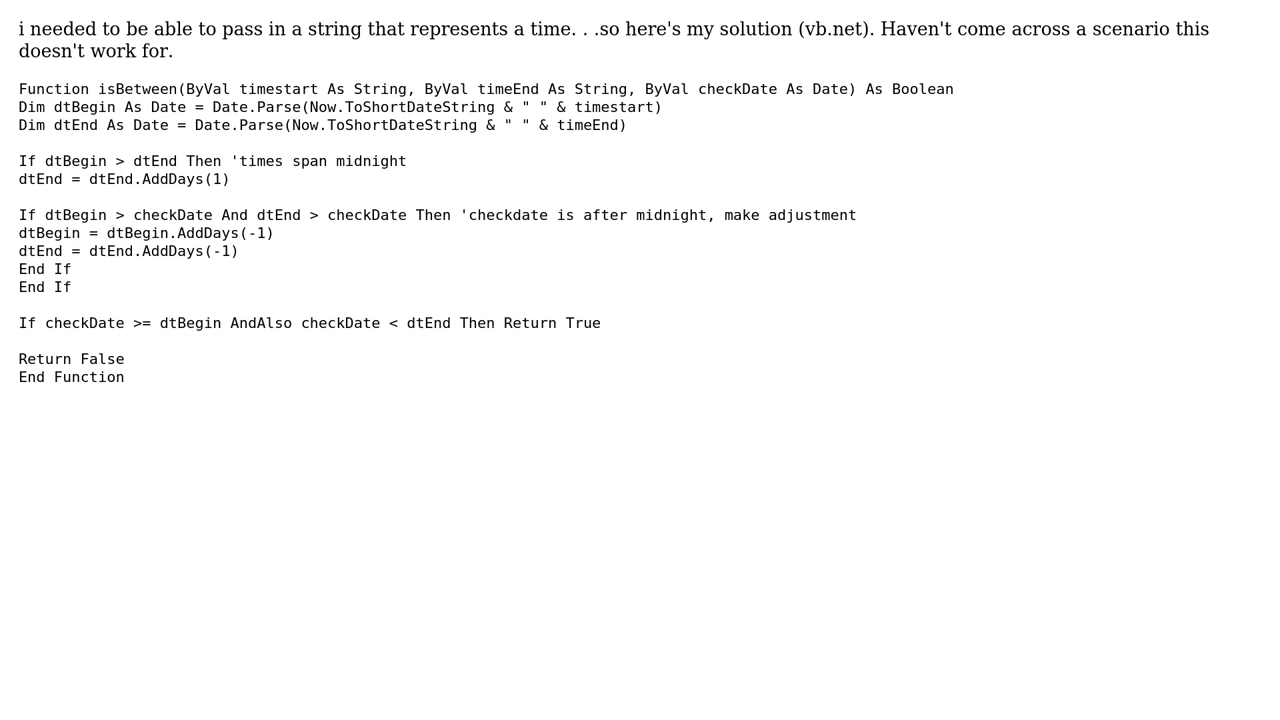 i needed to be able to pass in a string that represents a time. . .so here's my solution (vb.net). Haven't come across a scenario this
doesn't work for.
Function isBetween(ByVal timestart As String, ByVal timeEnd As String, ByVal checkDate As Date) As Boolean
Dim dtBegin As Date = Date.Parse(Now.ToShortDateString & " " & timestart)
Dim dtEnd As Date = Date.Parse(Now.ToShortDateString & " " & timeEnd)
If dtBegin > dtEnd Then 'times span midnight
dtEnd = dtEnd.AddDays(1)
If dtBegin > checkDate And dtEnd > checkDate Then 'checkdate is after midnight, make adjustment
dtBegin = dtBegin.AddDays(-1)
dtEnd = dtEnd.AddDays(-1)
End If
End If
If checkDate >= dtBegin AndAlso checkDate < dtEnd Then Return True
Return False
End Function